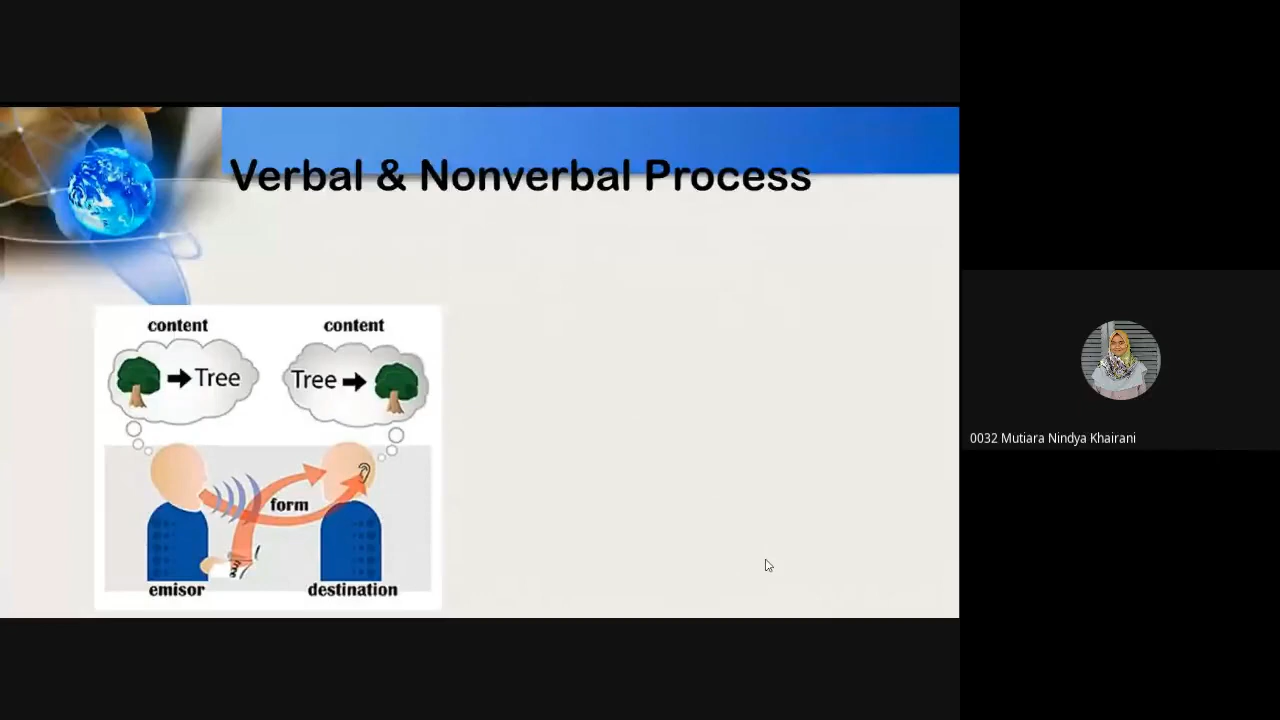 Verbal & Nonverbal Process
content
content
Tree
Tree
form
emisor
destination
0032 Mutiara Nindya Khairani